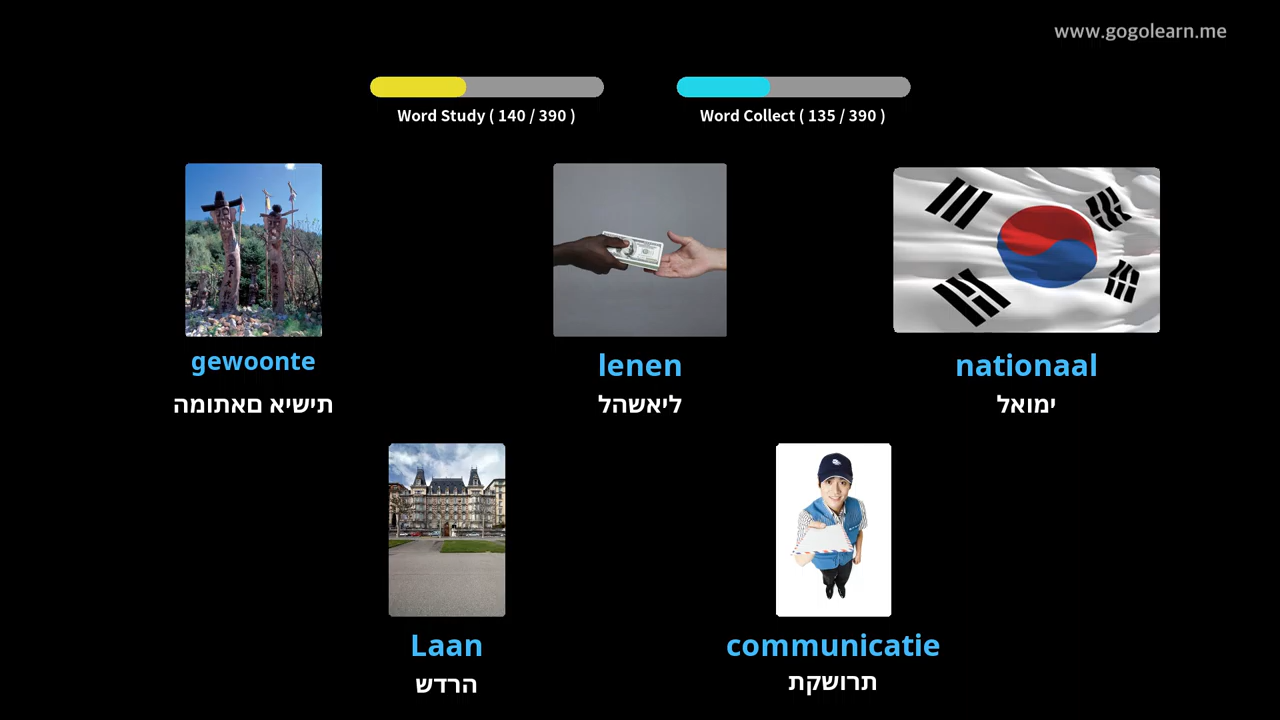 www.gogolearn.me
Word Study ( 140 / 390 )
Word Collect ( 135 / 390 )
gewoonte
תישיא םאתומה
lenen
ליאשהל
nationaal
ימואל
Laan
הרדש
communicatie
תרושקת